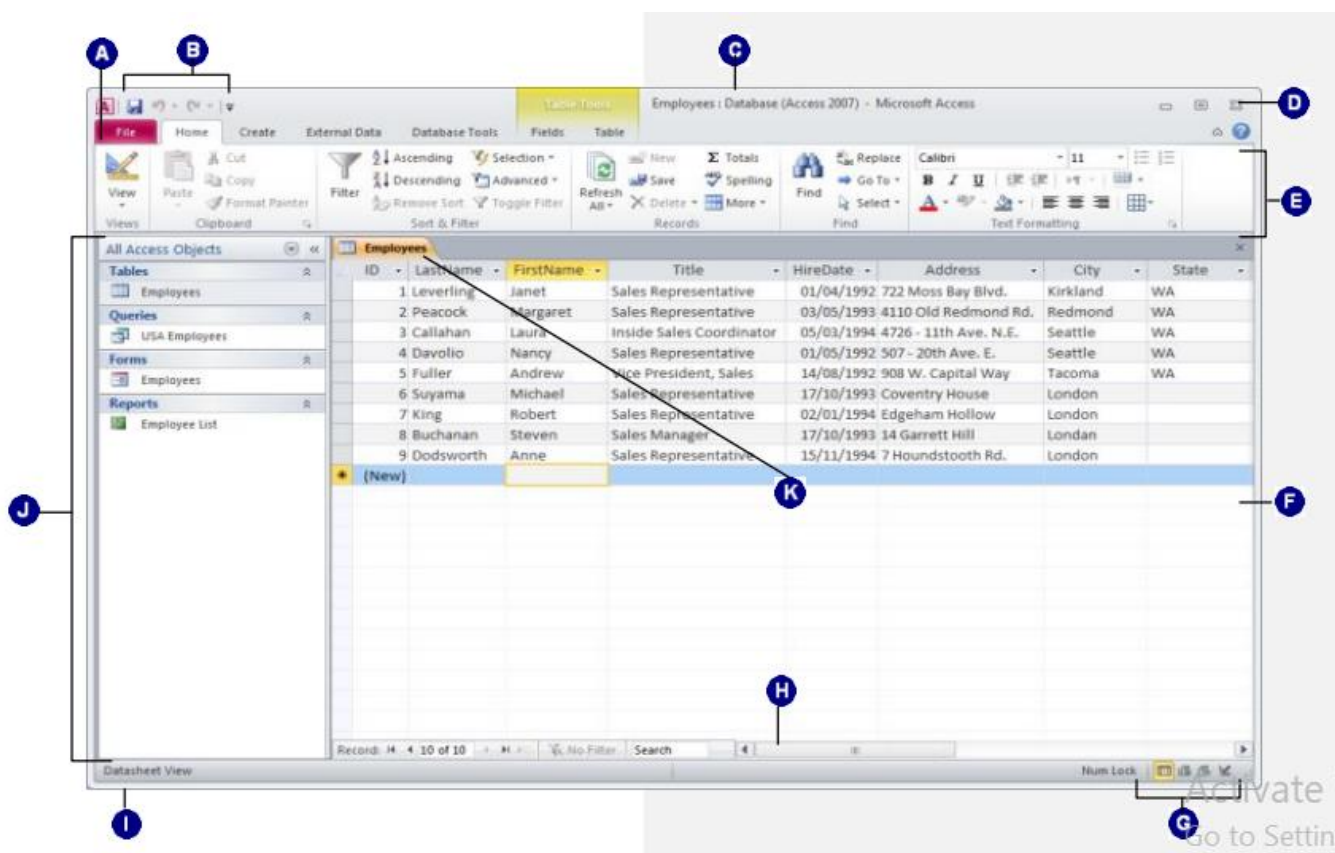 A B C
Table Tools Employees : Database (Access 2007) - Microsoft Access D
File Home Create External Data Database Tools Fields Table
View Paste Cut Copy Format Painter
Filter Ascending Descending Remove Sort Selection Advanced Toggle Filter
Refresh All New Save Delete Totals Spelling More
Find Replace Go To Select
Calibri 11
B I U A E
Views Clipboard Sort & Filter Records Find Text Formatting
All Access Objects Employees
Tables
Employees
Queries
USA Employees
Forms
Employees
Reports
Employee List
ID LastName FirstName Title HireDate Address City State
1 Leverling Janet Sales Representative 01/04/1992 722 Moss Bay Blvd. Kirkland WA
2 Peacock Margaret Sales Representative 03/05/1993 4110 Old Redmond Rd. Redmond WA
3 Callahan Laura Inside Sales Coordinator 05/03/1994 4726 - 11th Ave. N.E. Seattle WA
4 Davolio Nancy Sales Representative 01/05/1992 507 - 20th Ave. E. Seattle WA
5 Fuller Andrew Vice President, Sales 14/08/1992 908 W. Capital Way Tacoma WA
6 Suyama Michael Sales Representative 17/10/1993 Coventry House London
7 King Robert Sales Representative 02/01/1994 Edgeham Hollow London
8 Buchanan Steven Sales Manager 17/10/1993 14 Garrett Hill Londan
9 Dodsworth Anne Sales Representative 15/11/1994 7 Houndstooth Rd. London
(New)
J K F
H
Record: 10 of 10 No Filter Search
Datasheet View Num Lock
I G
Activate
Go to Settin